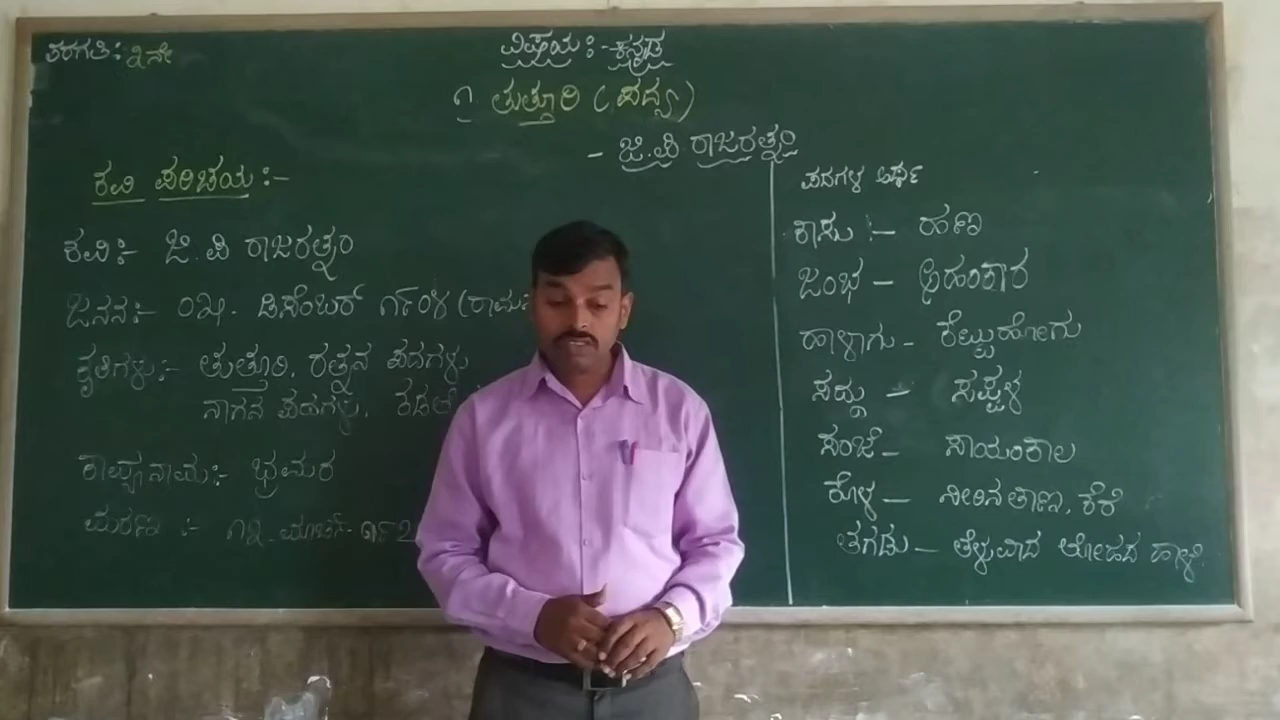 ತರಗತಿ: ೩ನೇ
ವಿಷಯ:- ಕನ್ನಡ
೧ ತುತ್ತೂರಿ (ಪದ್ಯ)
- ಜಿ.ಪಿ ರಾಜರತ್ನಂ
ಕವಿ ಪರಿಚಯ:-
ಕವಿ:- ಜಿ.ಪಿ ರಾಜರತ್ನಂ
ಜನನ:- ೦೫. ಡಿಸೆಂಬರ್ ೧೯೦೪ (ರಾಮ
ಕೃತಿಗಳು:- ತುತ್ತೂರಿ, ರತ್ನನ ಪದಗಳು
ನಾಗನ ಪದಗಳು,
ಕಾವ್ಯನಾಮ:- ಭ್ರಮರ
ಮರಣ :- ೧೩. ಮಾರ್ಚ್-
ಪದಗಳ ಅರ್ಥ
ಕಾಸು :- ಹಣ
ಜಂಭ - ಅಹಂಕಾರ
ಹಾಳಾಗು - ಕೆಟ್ಟುಹೋಗು
ಸದ್ದು - ಸಪ್ಪಳ
ಸಂಜೆ - ಸಾಯಂಕಾಲ
ಕೊಳ - ನೀರಿನ ತಾಣ, ಕೆರೆ
ತಗಡು - ತೆಳುವಾದ ಲೋಹದ ಹಾಳೆ.